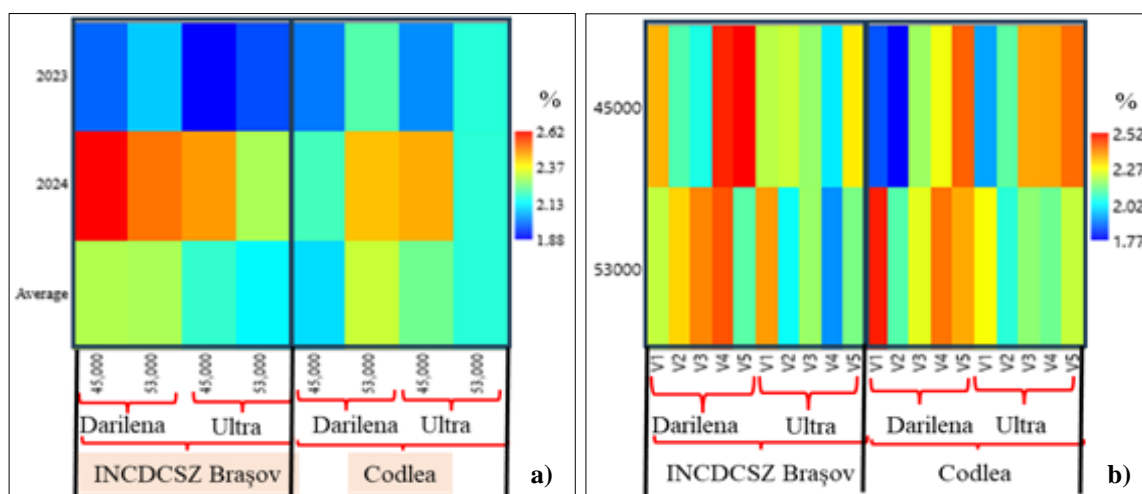 %
2023
2024
Average
2.62
2.37
2.13
1.88
45,000 53,000 45,000 53,000 45,000 53,000 45,000 53,000
Darilena Ultra Darilena Ultra
INCDCSZ Brașov Codlea
a)
%
45000
53000
2.52
2.27
2.02
1.77
V1 V2 V3 V4 V5 V1 V2 V3 V4 V5 V1 V2 V3 V4 V5 V1 V2 V3 V4 V5
Darilena Ultra Darilena Ultra
INCDCSZ Brașov Codlea
b)